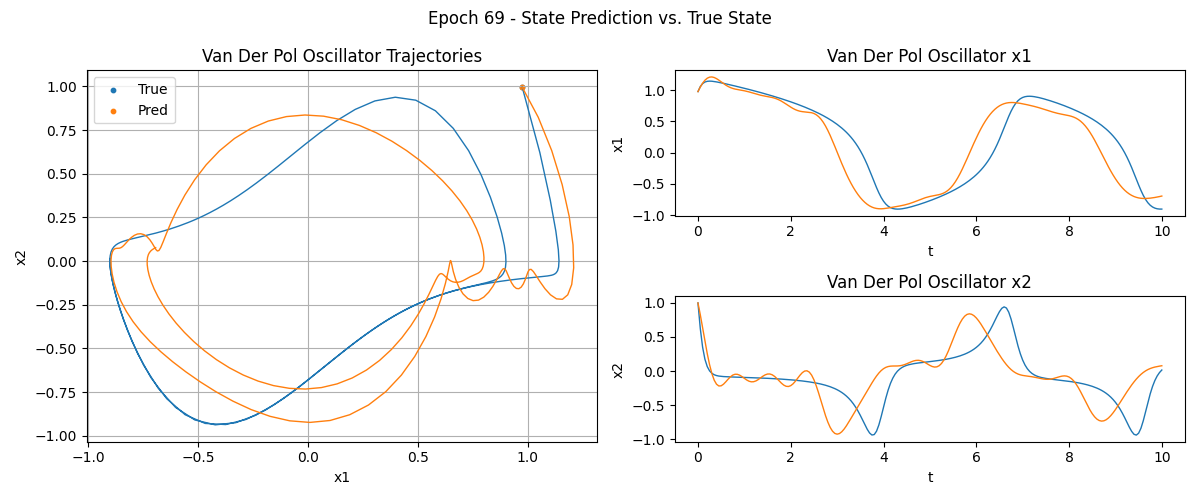 Epoch 69 - State Prediction vs. True State
Van Der Pol Oscillator Trajectories
True
Pred
1.00
0.75
0.50
0.25
0.00
−0.25
−0.50
−0.75
−1.00
x2
−1.0 −0.5 0.0 0.5 1.0
x1
Van Der Pol Oscillator x1
1.0
0.5
0.0
−0.5
−1.0
x1
0 2 4 6 8 10
t
Van Der Pol Oscillator x2
1.0
0.5
0.0
−0.5
−1.0
x2
0 2 4 6 8 10
t